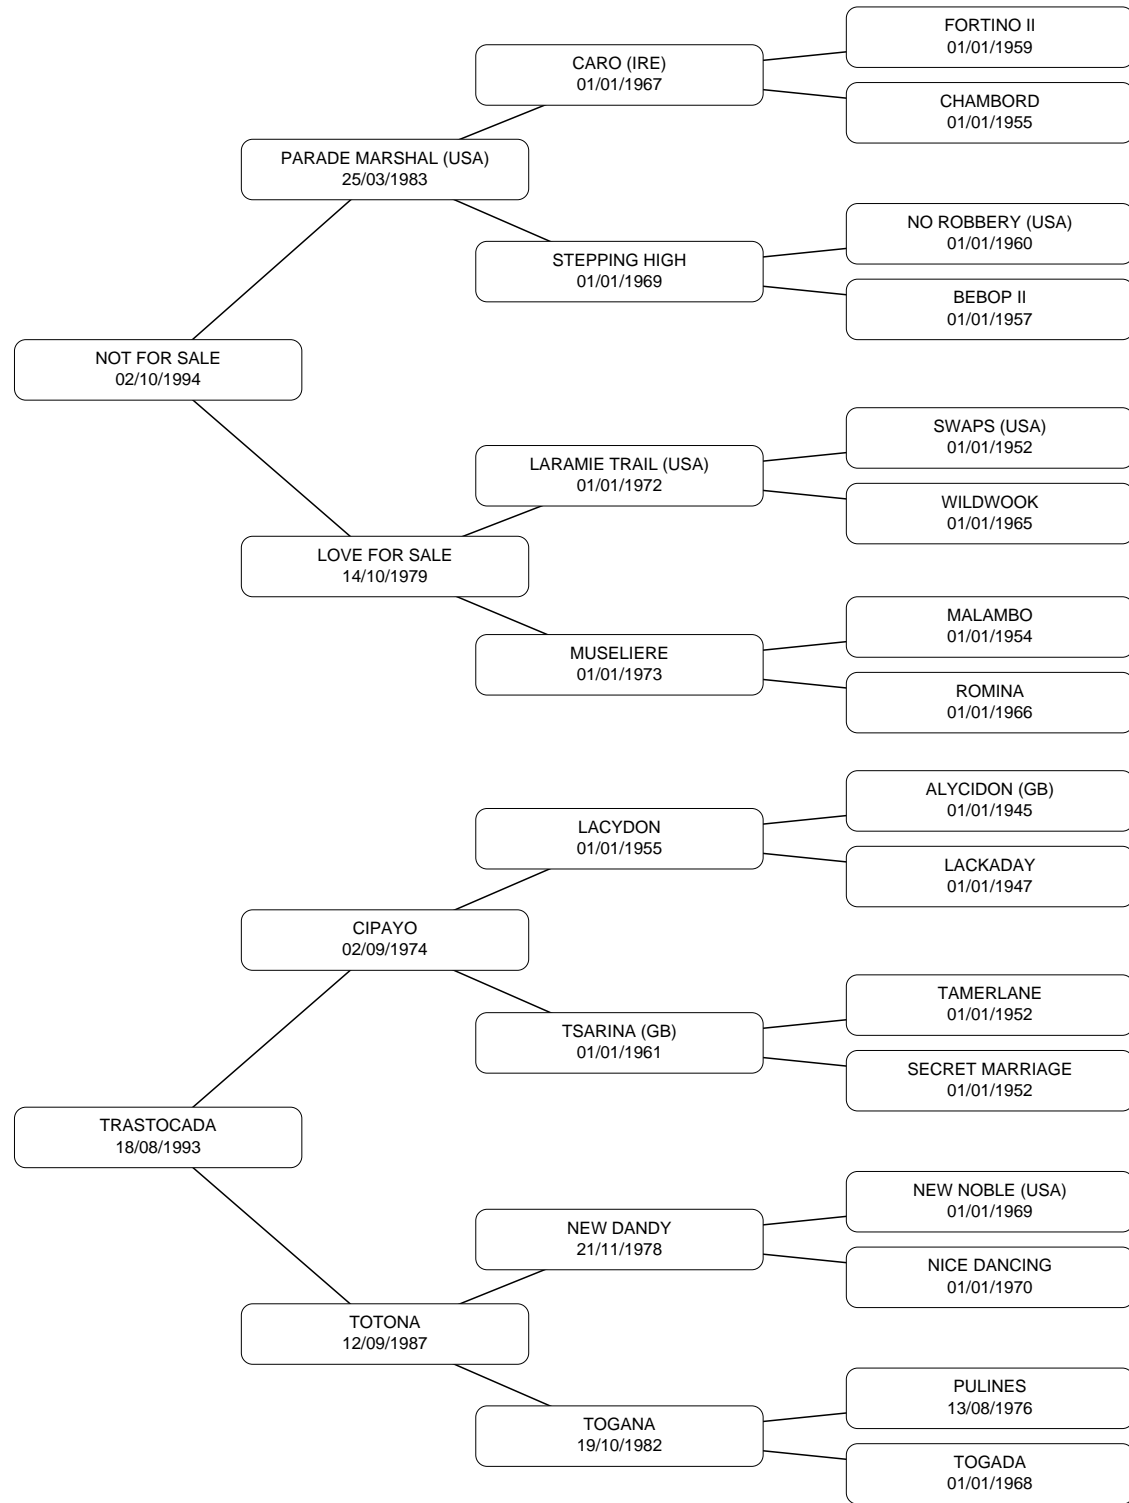 FORTINO II
01/01/1959
CARO (IRE)
01/01/1967
CHAMBORD
01/01/1955
PARADE MARSHAL (USA)
25/03/1983
NO ROBBERY (USA)
01/01/1960
STEPPING HIGH
01/01/1969
BEBOP II
01/01/1957
NOT FOR SALE
02/10/1994
SWAPS (USA)
01/01/1952
LARAMIE TRAIL (USA)
01/01/1972
WILDWOOK
01/01/1965
LOVE FOR SALE
14/10/1979
MALAMBO
01/01/1954
MUSELIERE
01/01/1973
ROMINA
01/01/1966
ALYCIDON (GB)
01/01/1945
LACYDON
01/01/1955
LACKADAY
01/01/1947
CIPAYO
02/09/1974
TAMERLANE
01/01/1952
TSARINA (GB)
01/01/1961
SECRET MARRIAGE
01/01/1952
TRASTOCADA
18/08/1993
NEW NOBLE (USA)
01/01/1969
NEW DANDY
21/11/1978
NICE DANCING
01/01/1970
TOTONA
12/09/1987
PULINES
13/08/1976
TOGANA
19/10/1982
TOGADA
01/01/1968